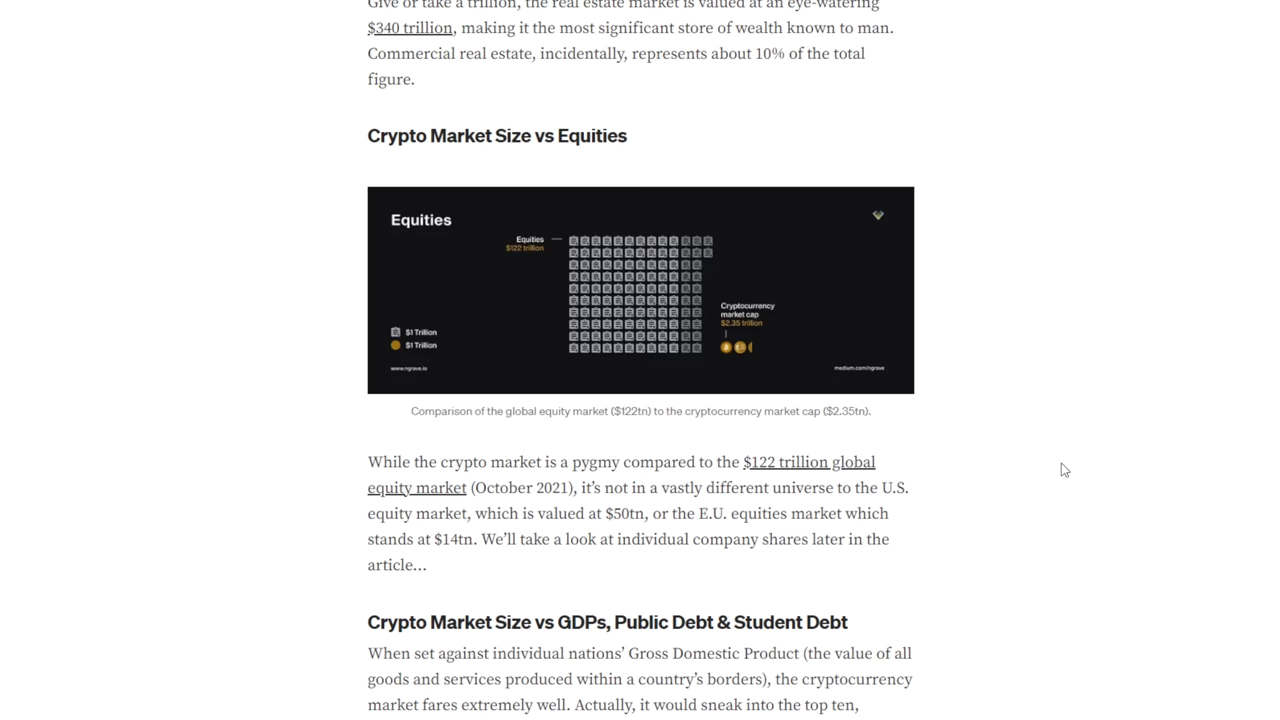 Give or take a trillion, the real estate market is valued at an eye-watering
$340 trillion, making it the most significant store of wealth known to man.
Commercial real estate, incidentally, represents about 10% of the total
figure.
Crypto Market Size vs Equities
Equities
Equities
$122 trillion
Cryptocurrency
market cap
$2.35 trillion
$1 Trillion
$1 Trillion
www.ngrave.io
medium.com/ngrave
Comparison of the global equity market ($122tn) to the cryptocurrency market cap ($2.35tn).
While the crypto market is a pygmy compared to the $122 trillion global
equity market (October 2021), it’s not in a vastly different universe to the U.S.
equity market, which is valued at $50tn, or the E.U. equities market which
stands at $14tn. We’ll take a look at individual company shares later in the
article…
Crypto Market Size vs GDPs, Public Debt & Student Debt
When set against individual nations’ Gross Domestic Product (the value of all
goods and services produced within a country’s borders), the cryptocurrency
market fares extremely well. Actually, it would sneak into the top ten,